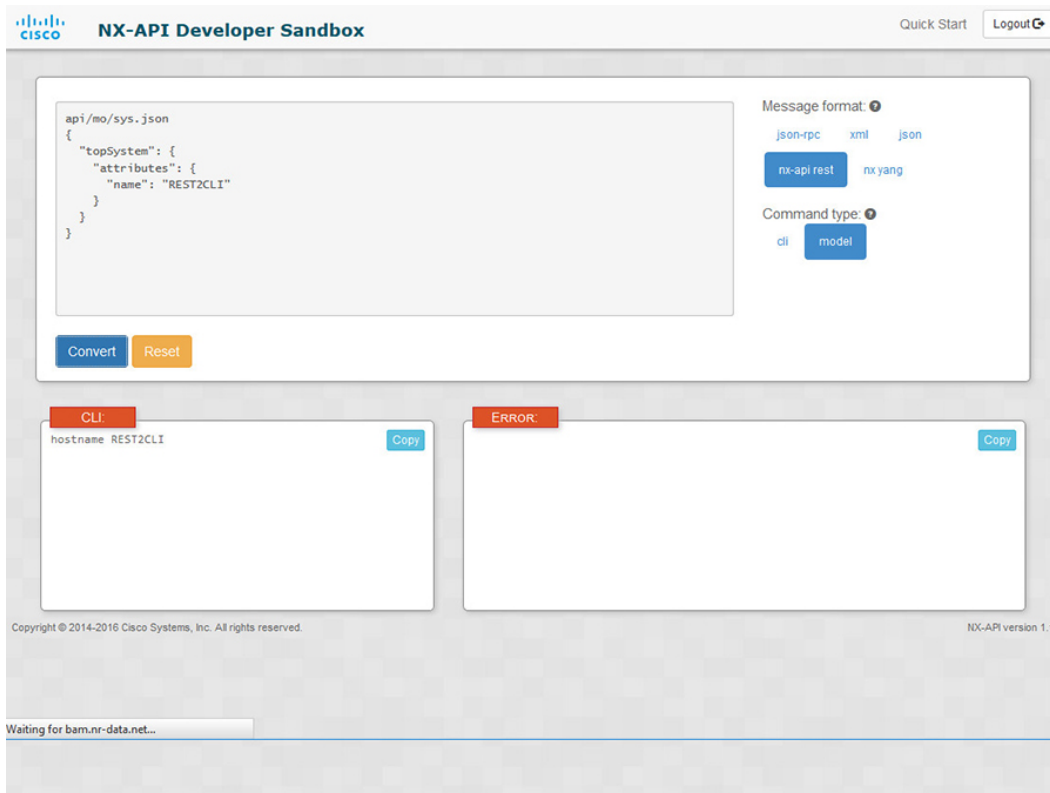 CISCO
NX-API Developer Sandbox
Quick Start
Logout
api/mo/sys.json
{
  "topSystem": {
    "attributes": {
      "name": "REST2CLI"
    }
  }
}
Message format:
json-rpc xml json
nx-api rest nx yang
Command type:
cli model
Convert Reset
CLI:
hostname REST2CLI
Copy
ERROR:
Copy
Copyright © 2014-2016 Cisco Systems, Inc. All rights reserved.
NX-API version 1.
Waiting for bam.nr-data.net...